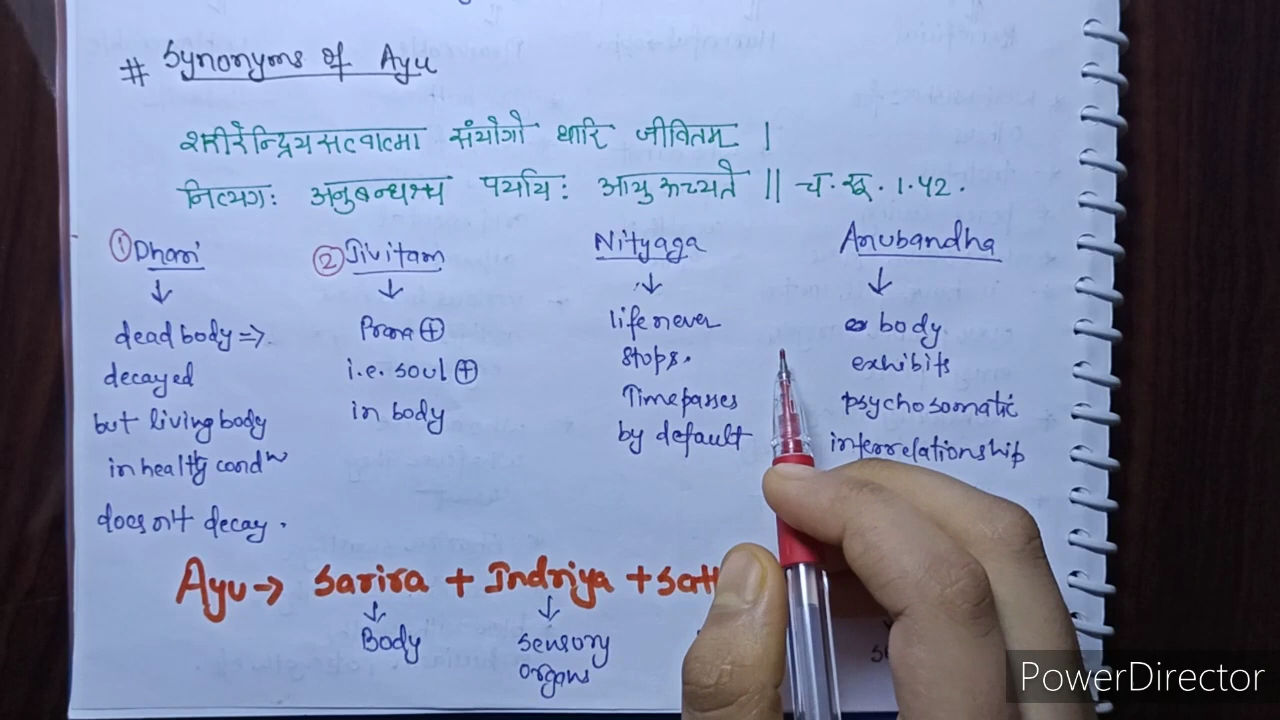 # Synonyms of Ayu
शरीरेन्द्रियसत्वात्मा संयोगो धारि जीवितम् |
नित्यगः अनुबन्धश्च पर्यायैः आयुरुच्यते || च.सू. 1.42.
① Dhari
↓
dead body =>
decayed
but living body
in healthy condn
doesn't decay.
② Jivitam
↓
Prana ⊕
i.e. soul ⊕
in body
Nityaga
↓
life never
stops.
Time passes
by default
Anubandha
↓
body
exhibits
psychosomatic
interrelationship
Ayu → Sarira + Indriya + Satt
↓ ↓
Body sensory
organs
PowerDirector